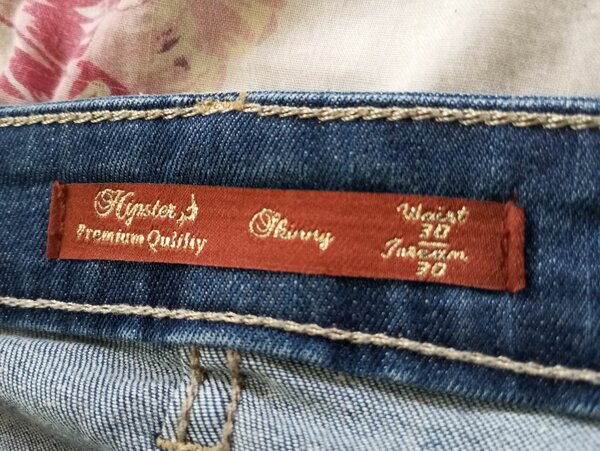 Hipster
Premium Quality
Skinny
Waist
30
Inseam
30